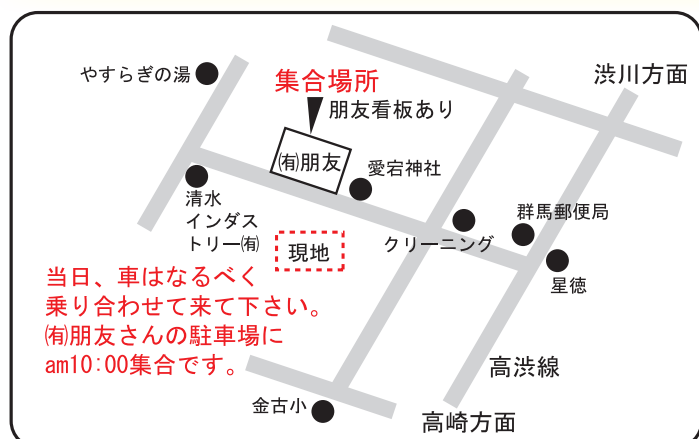 やすらぎの湯
集合場所
朋友看板あり
渋川方面
㈲朋友
愛宕神社
清水
インダス
トリー㈲
現地
クリーニング
群馬郵便局
星徳
当日、車はなるべく
乗り合わせて来て下さい。
㈲朋友さんの駐車場に
am10:00集合です。
高渋線
金古小
高崎方面